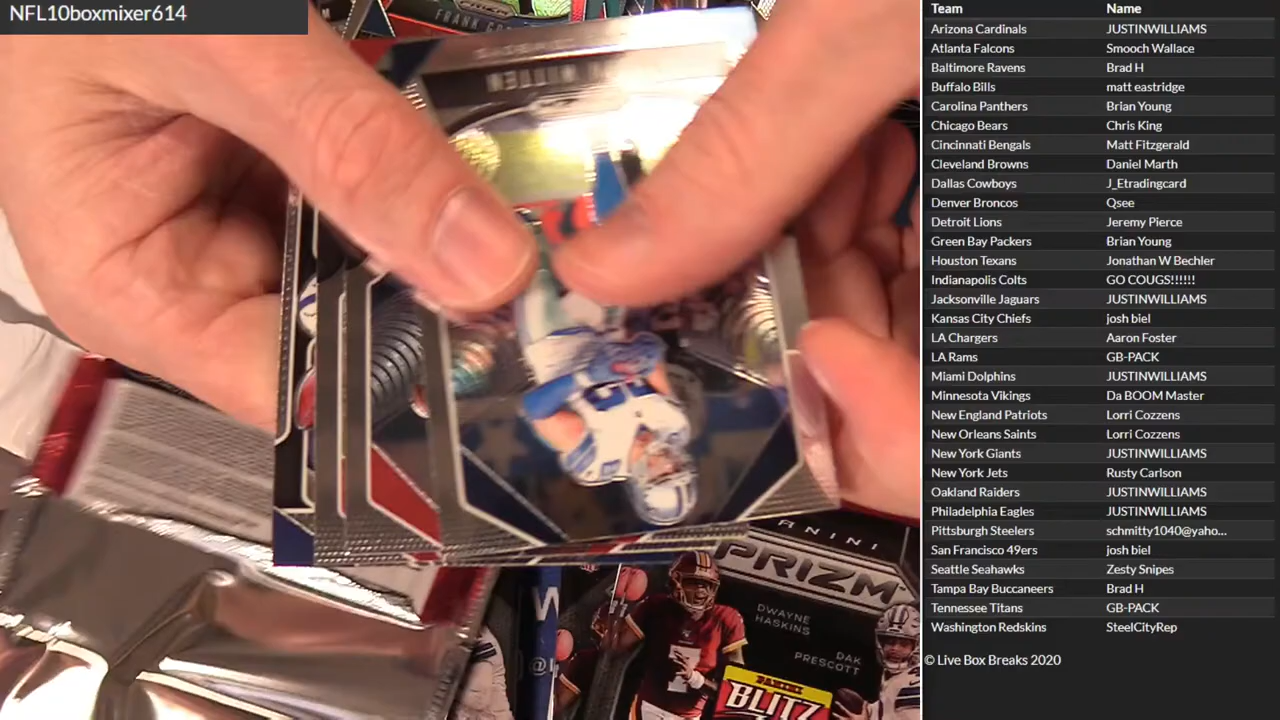 NFL10boxmixer614
FRANK
WITTEN
PANINI
PRIZM
DWAYNE
HASKINS
DAK
PRESCOTT
PANINI
BLITZ
Team Name
Arizona Cardinals JUSTINWILLIAMS
Atlanta Falcons Smooch Wallace
Baltimore Ravens Brad H
Buffalo Bills matt eastridge
Carolina Panthers Brian Young
Chicago Bears Chris King
Cincinnati Bengals Matt Fitzgerald
Cleveland Browns Daniel Marth
Dallas Cowboys J_Etradingcard
Denver Broncos Qsee
Detroit Lions Jeremy Pierce
Green Bay Packers Brian Young
Houston Texans Jonathan W Bechler
Indianapolis Colts GO COUGS!!!!!!
Jacksonville Jaguars JUSTINWILLIAMS
Kansas City Chiefs josh biel
LA Chargers Aaron Foster
LA Rams GB-PACK
Miami Dolphins JUSTINWILLIAMS
Minnesota Vikings Da BOOM Master
New England Patriots Lorri Cozzens
New Orleans Saints Lorri Cozzens
New York Giants JUSTINWILLIAMS
New York Jets Rusty Carlson
Oakland Raiders JUSTINWILLIAMS
Philadelphia Eagles JUSTINWILLIAMS
Pittsburgh Steelers schmitty1040@yaho...
San Francisco 49ers josh biel
Seattle Seahawks Zesty Snipes
Tampa Bay Buccaneers Brad H
Tennessee Titans GB-PACK
Washington Redskins SteelCityRep
© Live Box Breaks 2020